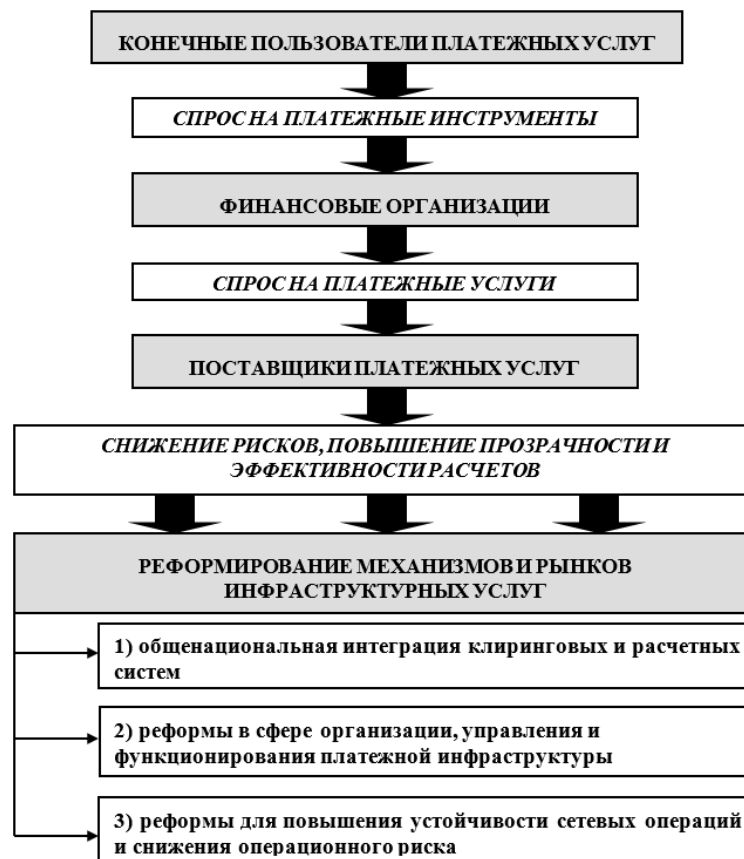 КОНЕЧНЫЕ ПОЛЬЗОВАТЕЛИ ПЛАТЕЖНЫХ УСЛУГ
СПРОС НА ПЛАТЕЖНЫЕ ИНСТРУМЕНТЫ
ФИНАНСОВЫЕ ОРГАНИЗАЦИИ
СПРОС НА ПЛАТЕЖНЫЕ УСЛУГИ
ПОСТАВЩИКИ ПЛАТЕЖНЫХ УСЛУГ
СНИЖЕНИЕ РИСКОВ, ПОВЫШЕНИЕ ПРОЗРАЧНОСТИ И
ЭФФЕКТИВНОСТИ РАСЧЕТОВ
РЕФОРМИРОВАНИЕ МЕХАНИЗМОВ И РЫНКОВ
ИНФРАСТРУКТУРНЫХ УСЛУГ
1) общенациональная интеграция клиринговых и расчетных
систем
2) реформы в сфере организации, управления и
функционирования платежной инфраструктуры
3) реформы для повышения устойчивости сетевых операций
и снижения операционного риска